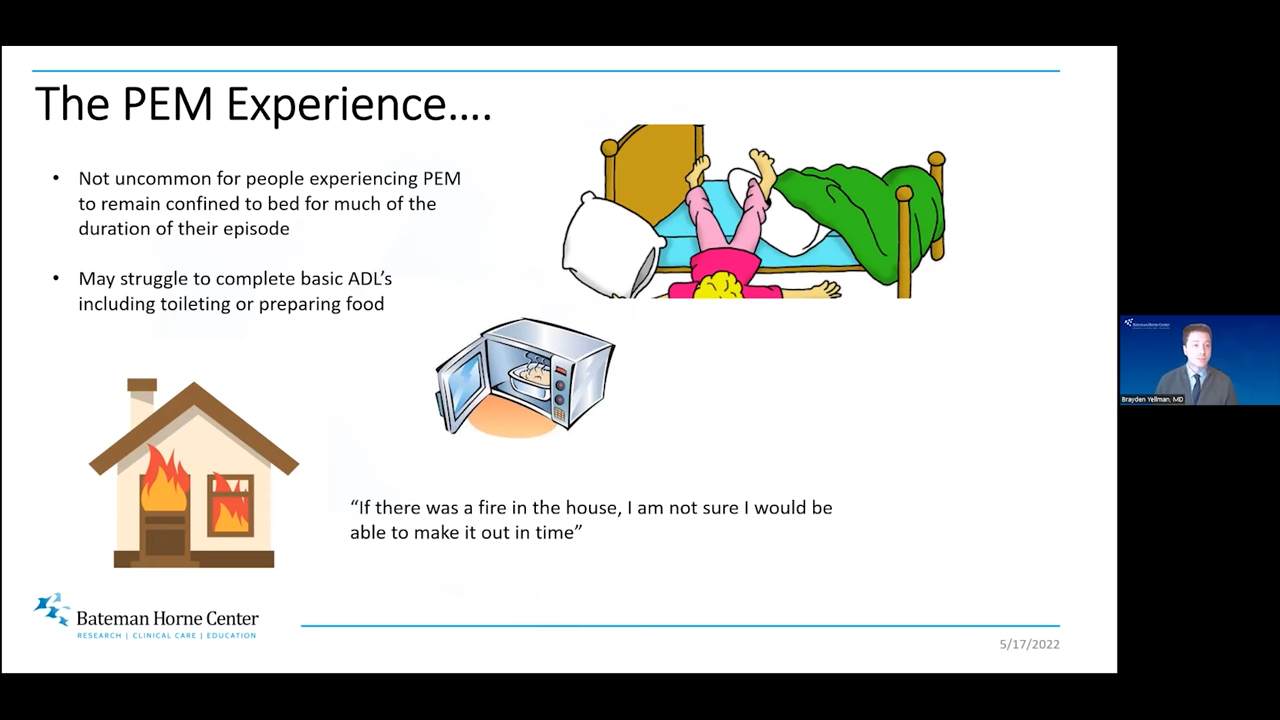 The PEM Experience....
• Not uncommon for people experiencing PEM
to remain confined to bed for much of the
duration of their episode
• May struggle to complete basic ADL’s
including toileting or preparing food
“If there was a fire in the house, I am not sure I would be
able to make it out in time”
Bateman Horne Center
RESEARCH | CLINICAL CARE | EDUCATION
5/17/2022
Bateman Horne Center
Brayden Yellman, MD